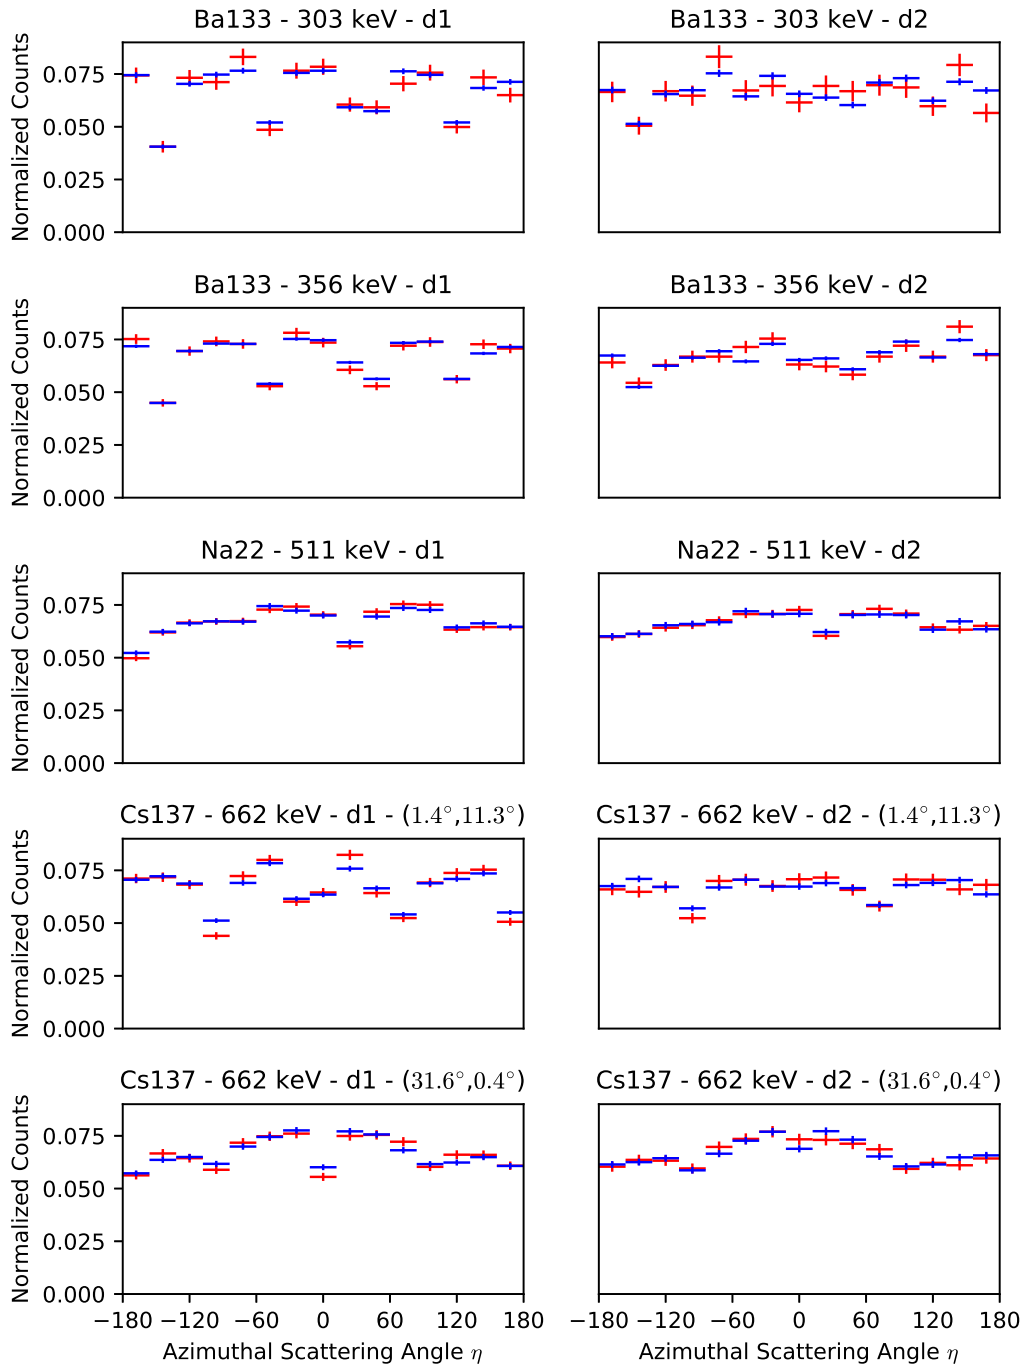 Ba133 - 303 keV - d1
Ba133 - 303 keV - d2
Normalized Counts
0.075
0.050
0.025
0.000
Ba133 - 356 keV - d1
Ba133 - 356 keV - d2
Normalized Counts
0.075
0.050
0.025
0.000
Na22 - 511 keV - d1
Na22 - 511 keV - d2
Normalized Counts
0.075
0.050
0.025
0.000
Cs137 - 662 keV - d1 - (1.4°,11.3°)
Cs137 - 662 keV - d2 - (1.4°,11.3°)
Normalized Counts
0.075
0.050
0.025
0.000
Cs137 - 662 keV - d1 - (31.6°,0.4°)
Cs137 - 662 keV - d2 - (31.6°,0.4°)
Normalized Counts
0.075
0.050
0.025
0.000
−180 −120 −60 0 60 120 180
−180 −120 −60 0 60 120 180
Azimuthal Scattering Angle η
Azimuthal Scattering Angle η